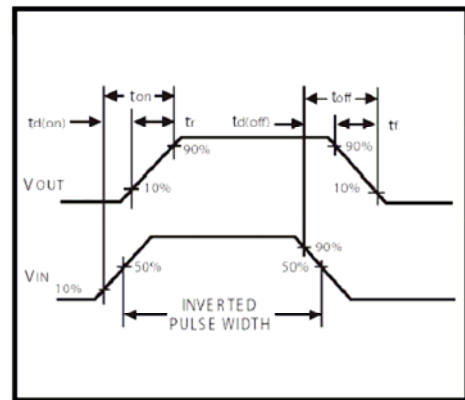 ton
toff
td(on)
tr
td(off)
tf
90%
90%
VOUT
10%
10%
90%
VIN
50%
50%
10%
INVERTED
PULSE WIDTH